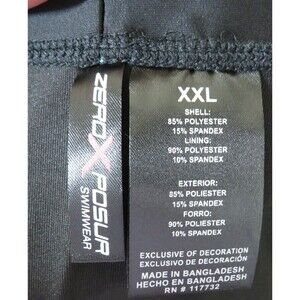 ZEROXPOSUR
SWIMWEAR
XXL
SHELL:
85% POLYESTER
15% SPANDEX
LINING:
90% POLYESTER
10% SPANDEX
EXTERIOR:
85% POLIESTER
15% SPANDEX
FORRO:
90% POLIESTER
10% SPANDEX
EXCLUSIVE OF DECORATION
EXCLUSIVO DE DECORACIÓN
MADE IN BANGLADESH
HECHO EN BANGLADESH
RN # 117732